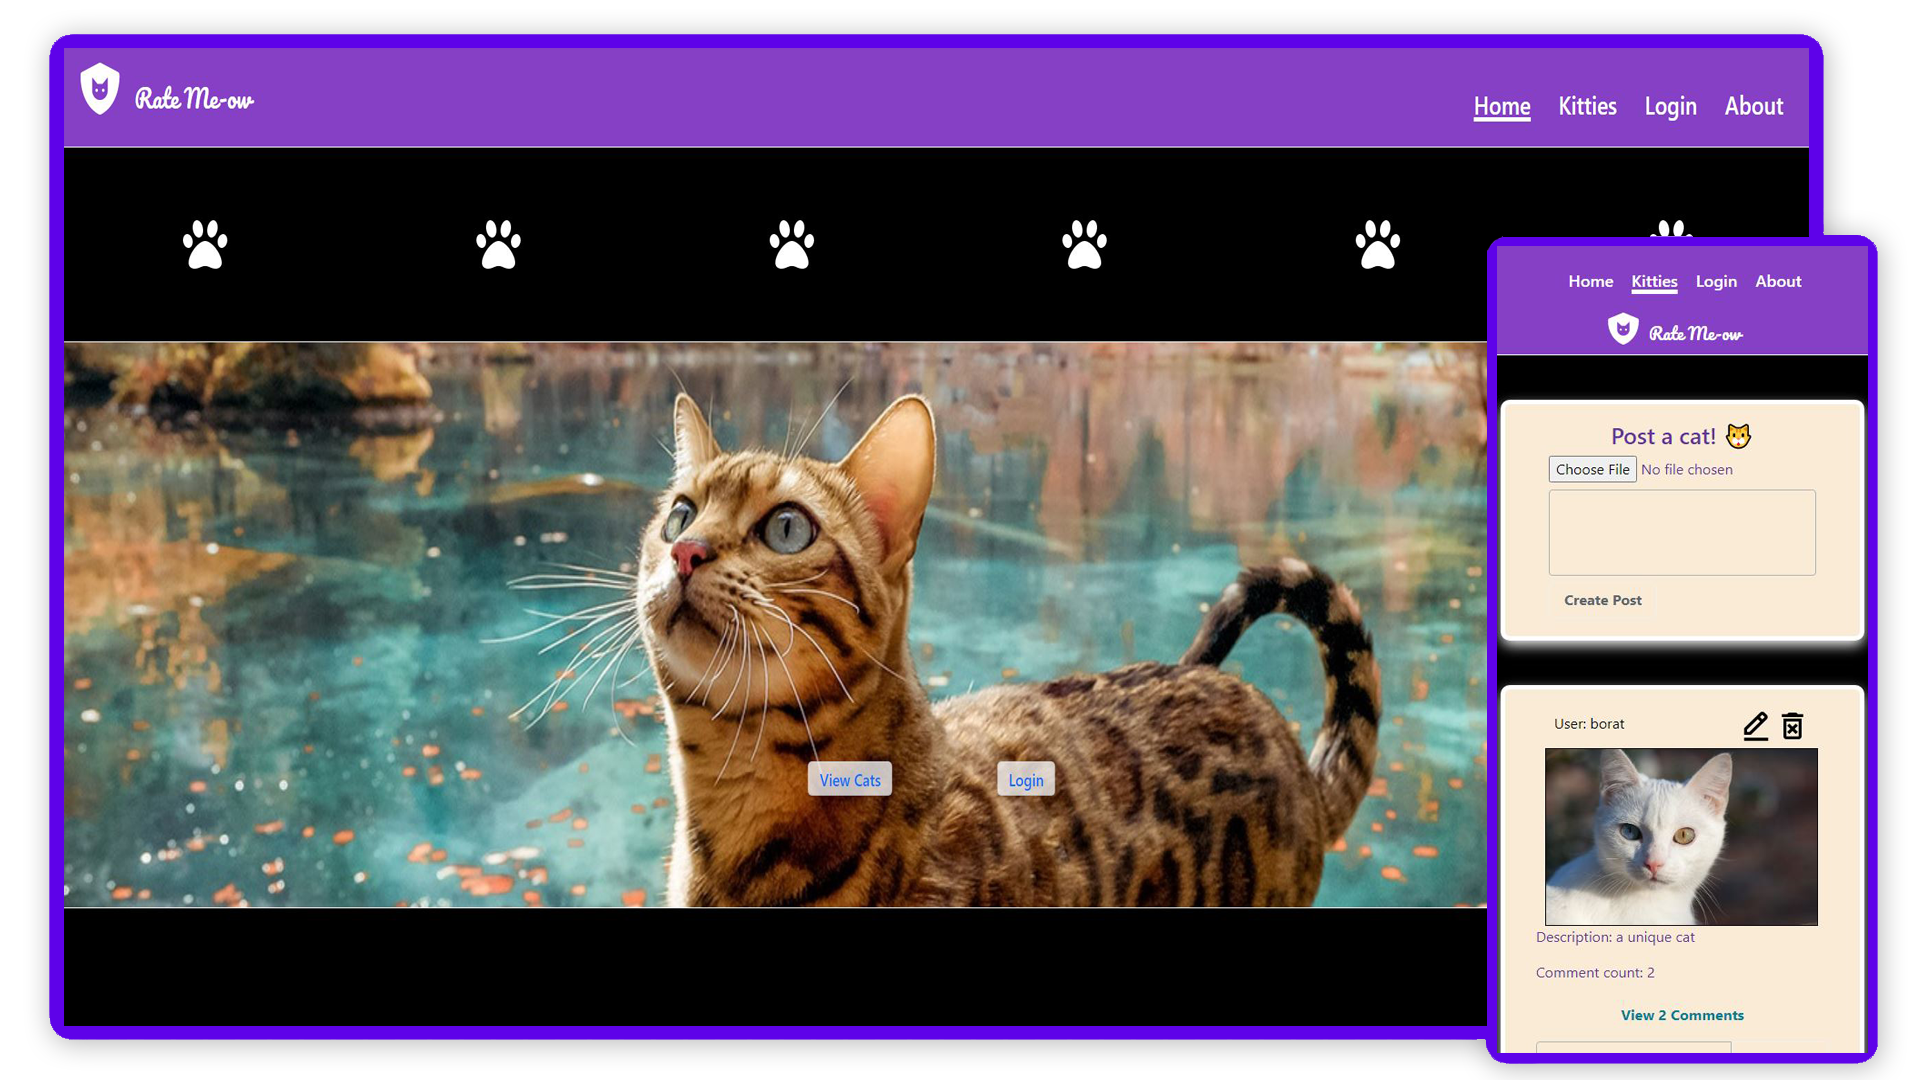 Rate Me-ow
Home Kitties Login About
View Cats Login
Home Kitties Login About
Rate Me-ow
Post a cat!
Choose File No file chosen
Create Post
User: borat
Description: a unique cat
Comment count: 2
View 2 Comments